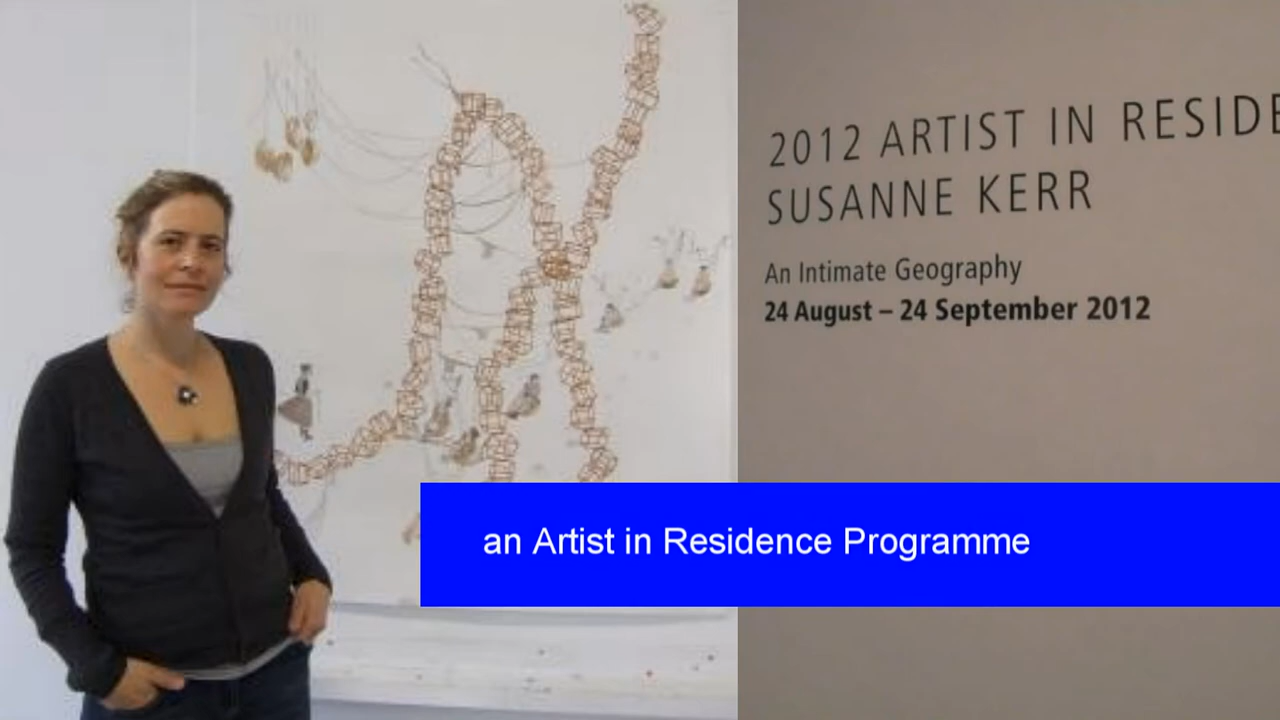 2012 ARTIST IN RESIDE
SUSANNE KERR
An Intimate Geography
24 August – 24 September 2012
an Artist in Residence Programme